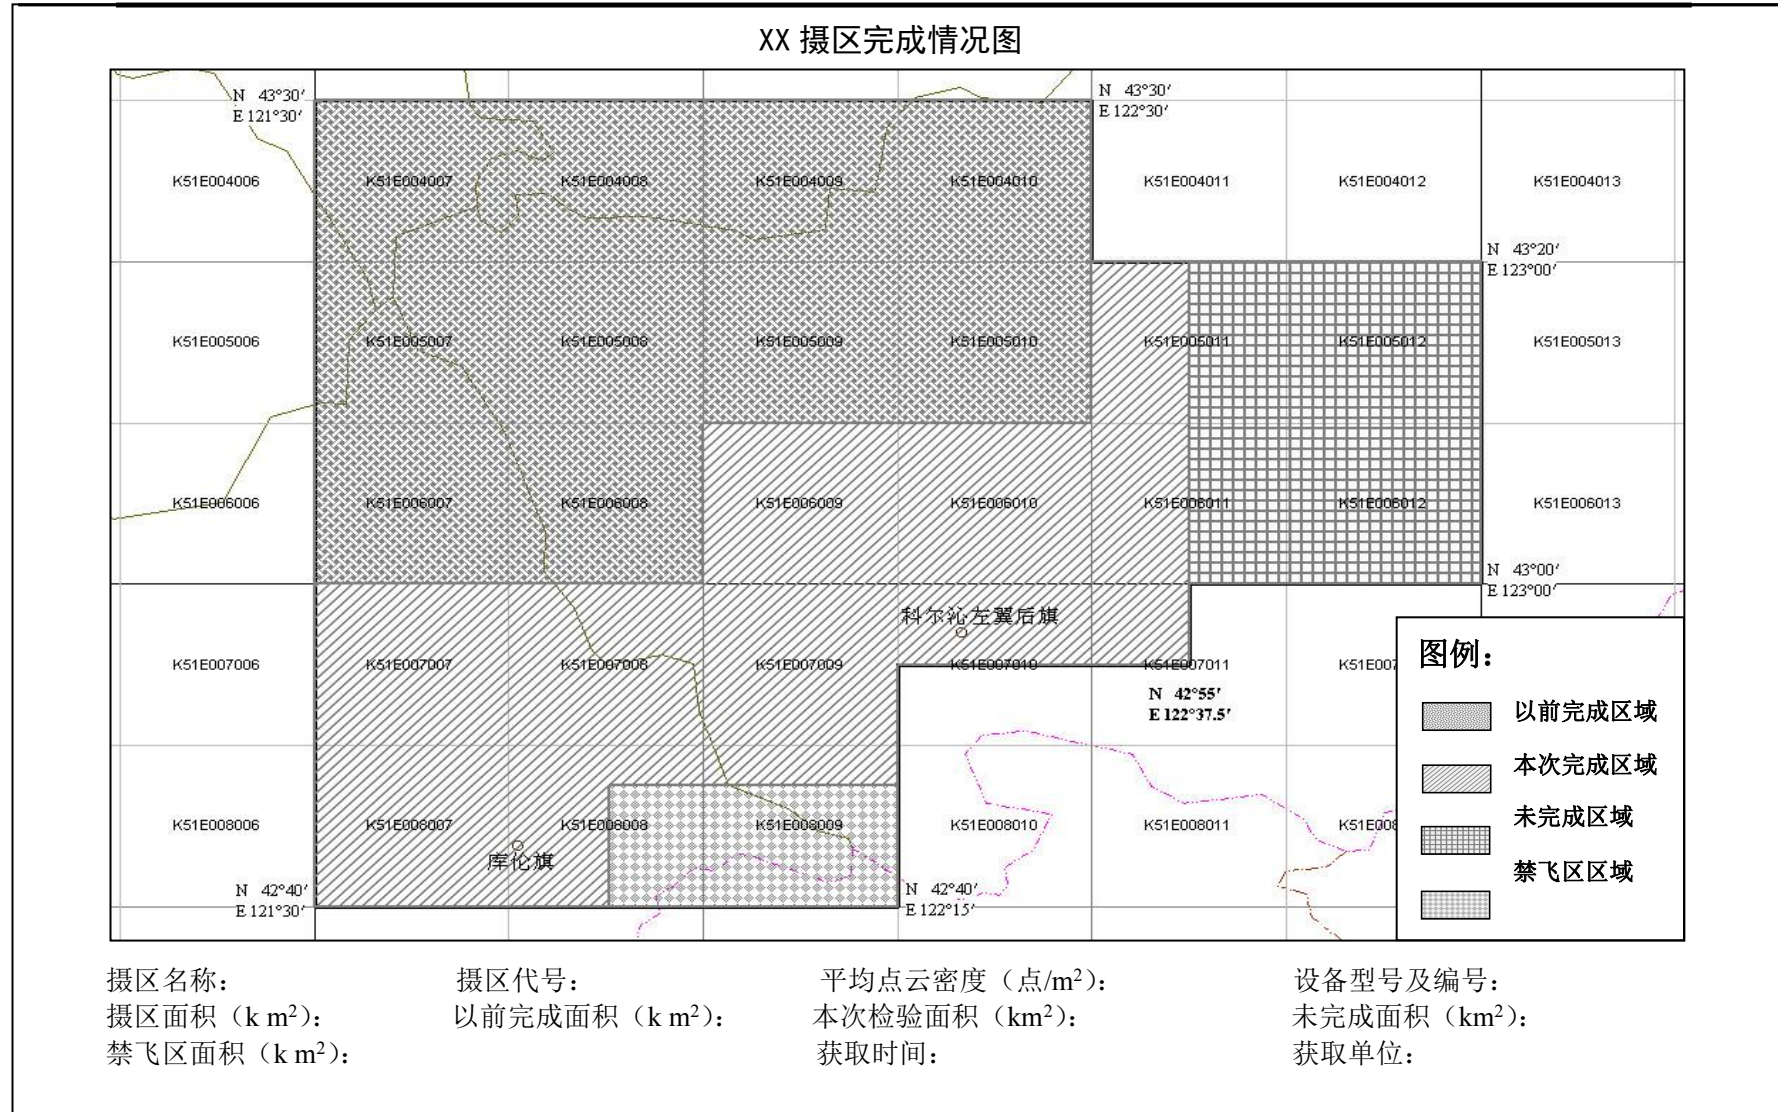 XX 摄区完成情况图
N 43°30′
E 121°30′
N 43°30′
E 122°30′
K51E004006 K51E004007 K51E004008 K51E004009 K51E004010 K51E004011 K51E004012 K51E004013
N 43°20′
E 123°00′
K51E005006 K51E005007 K51E005008 K51E005009 K51E005010 K51E005011 K51E005012 K51E005013
K51E006006 K51E006007 K51E006008 K51E006009 K51E006010 K51E006011 K51E006012 K51E006013
N 43°00′
E 123°00′
科尔沁左翼后旗
K51E007006 K51E007007 K51E007008 K51E007009 K51E007010 K51E007011 K51E007
N 42°55′
E 122°37.5′
K51E008006 K51E008007 K51E008008 K51E008009 K51E008010 K51E008011 K51E008
库伦旗
N 42°40′
E 121°30′
N 42°40′
E 122°15′
图例：
以前完成区域
本次完成区域
未完成区域
禁飞区区域
摄区名称： 摄区代号： 平均点云密度（点/m²）： 设备型号及编号：
摄区面积（k m²）： 以前完成面积（k m²）： 本次检验面积（km²）： 未完成面积（km²）：
禁飞区面积（k m²）： 获取时间： 获取单位：